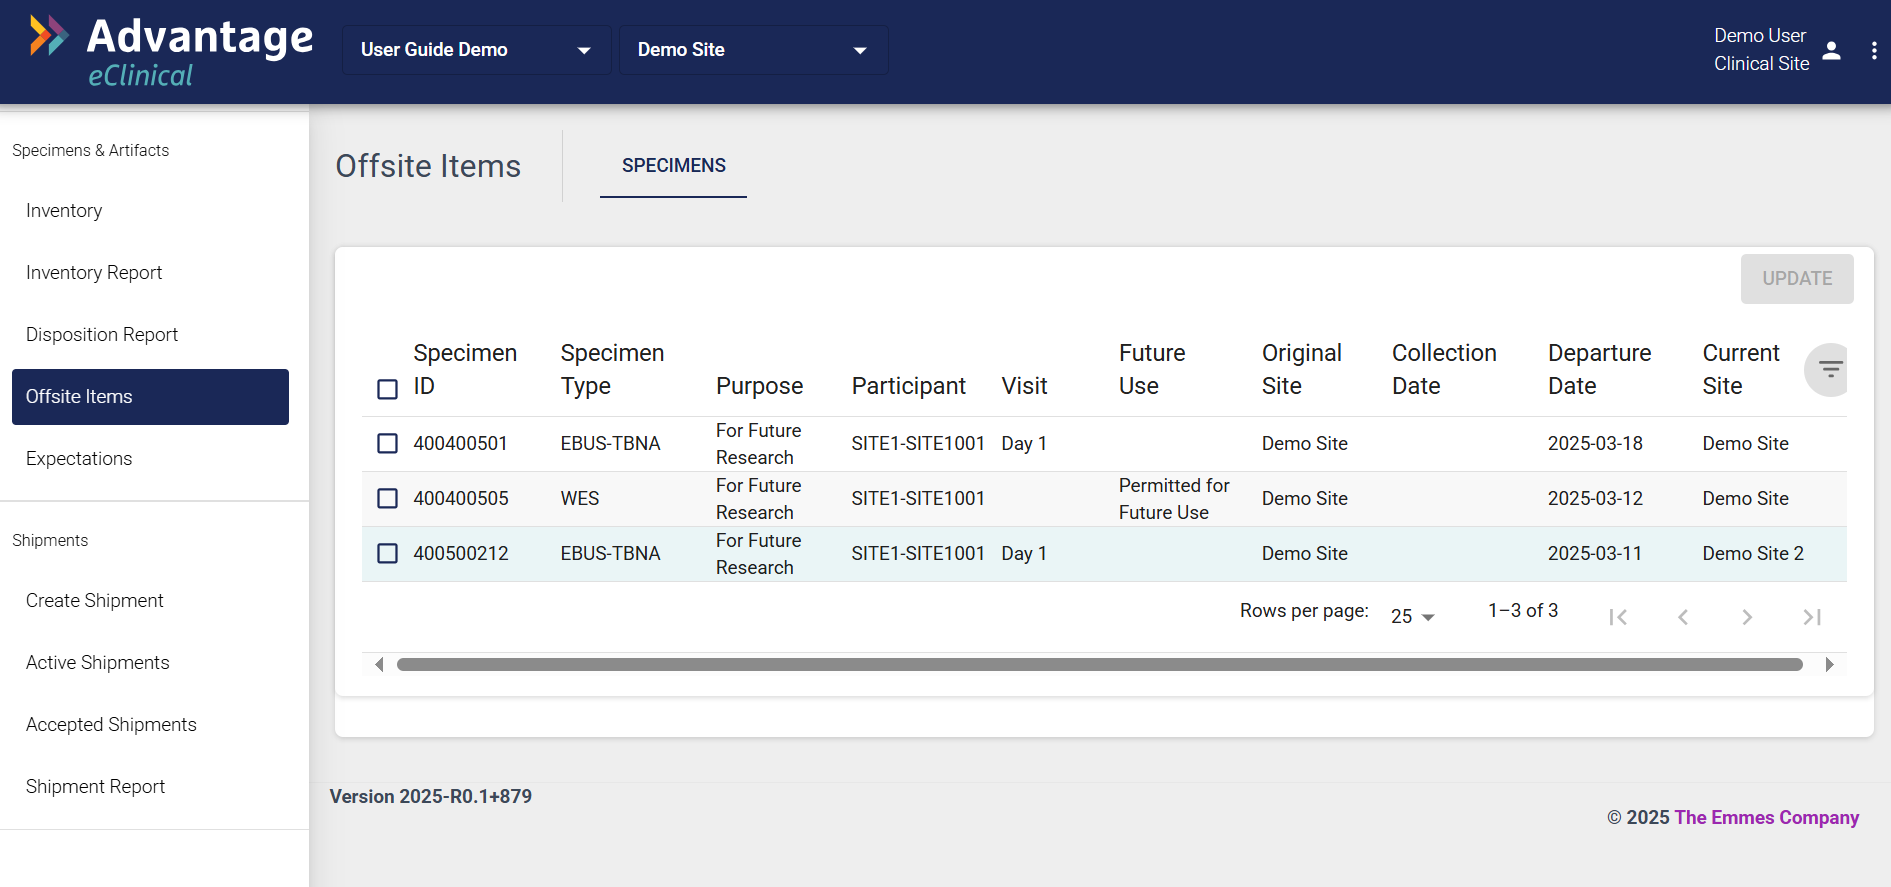 Advantage
eClinical
User Guide Demo
Demo Site
Demo User
Clinical Site
Specimens & Artifacts
Inventory
Inventory Report
Disposition Report
Offsite Items
Expectations
Shipments
Create Shipment
Active Shipments
Accepted Shipments
Shipment Report
Offsite Items
SPECIMENS
UPDATE
Specimen ID Specimen Type Purpose Participant Visit Future Use Original Site Collection Date Departure Date Current Site
400400501 EBUS-TBNA For Future Research SITE1-SITE1001 Day 1 Demo Site 2025-03-18 Demo Site
400400505 WES For Future Research SITE1-SITE1001 Permitted for Future Use Demo Site 2025-03-12 Demo Site
400500212 EBUS-TBNA For Future Research SITE1-SITE1001 Day 1 Demo Site 2025-03-11 Demo Site 2
Rows per page: 25 1–3 of 3
Version 2025-R0.1+879
© 2025 The Emmes Company